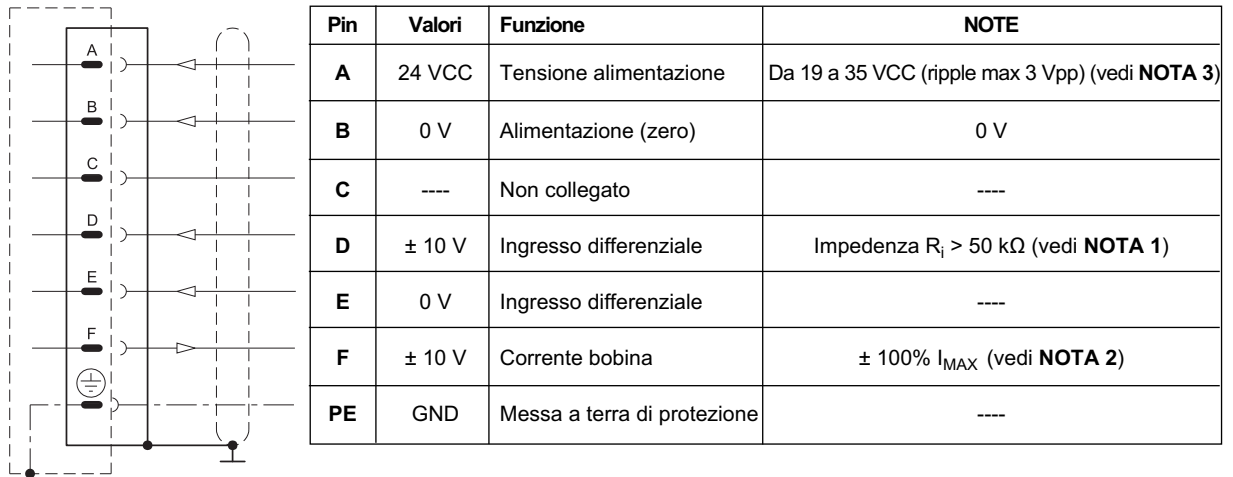 A
B
C
D
E
F
Pin Valori Funzione NOTE
A 24 VCC Tensione alimentazione Da 19 a 35 VCC (ripple max 3 Vpp) (vedi NOTA 3)
B 0 V Alimentazione (zero) 0 V
C ---- Non collegato ----
D ± 10 V Ingresso differenziale Impedenza Ri > 50 kΩ (vedi NOTA 1)
E 0 V Ingresso differenziale ----
F ± 10 V Corrente bobina ± 100% IMAX (vedi NOTA 2)
PE GND Messa a terra di protezione ----